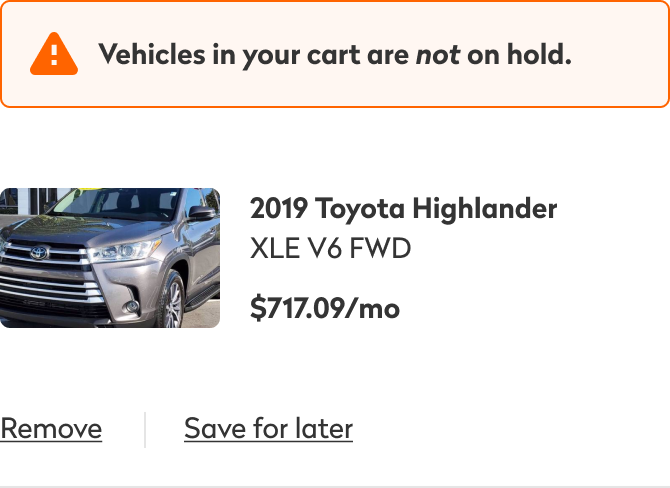 Vehicles in your cart are not on hold.
2019 Toyota Highlander
XLE V6 FWD
$717.09/mo
Remove
Save for later